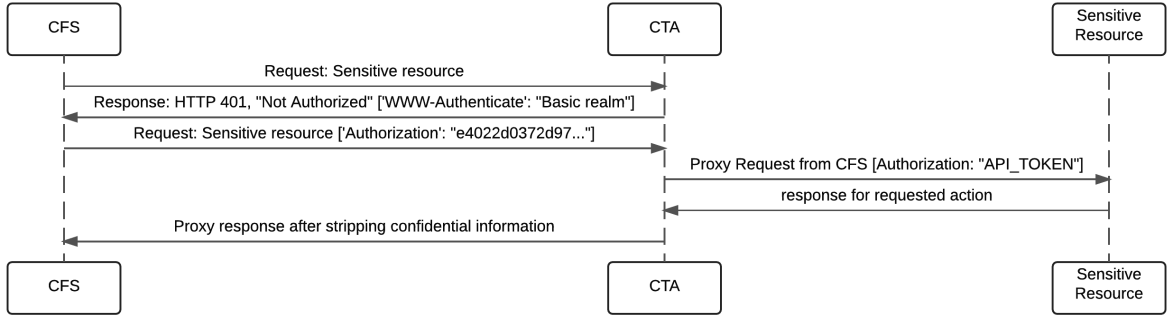 CFS
CTA
Sensitive
Resource
Request: Sensitive resource
Response: HTTP 401, "Not Authorized" ['WWW-Authenticate': "Basic realm"]
Request: Sensitive resource ['Authorization': "e4022d0372d97..."]
Proxy Request from CFS [Authorization: "API_TOKEN"]
response for requested action
Proxy response after stripping confidential information
CFS
CTA
Sensitive
Resource